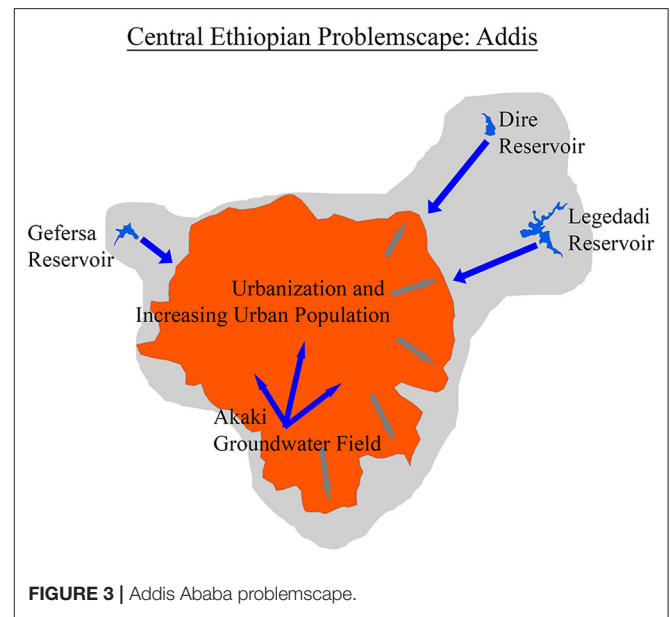 Central Ethiopian Problemscape: Addis
Dire
Reservoir
Legedadi
Reservoir
Gefersa
Reservoir
Urbanization and
Increasing Urban Population
Akaki
Groundwater Field
FIGURE 3 | Addis Ababa problemscape.